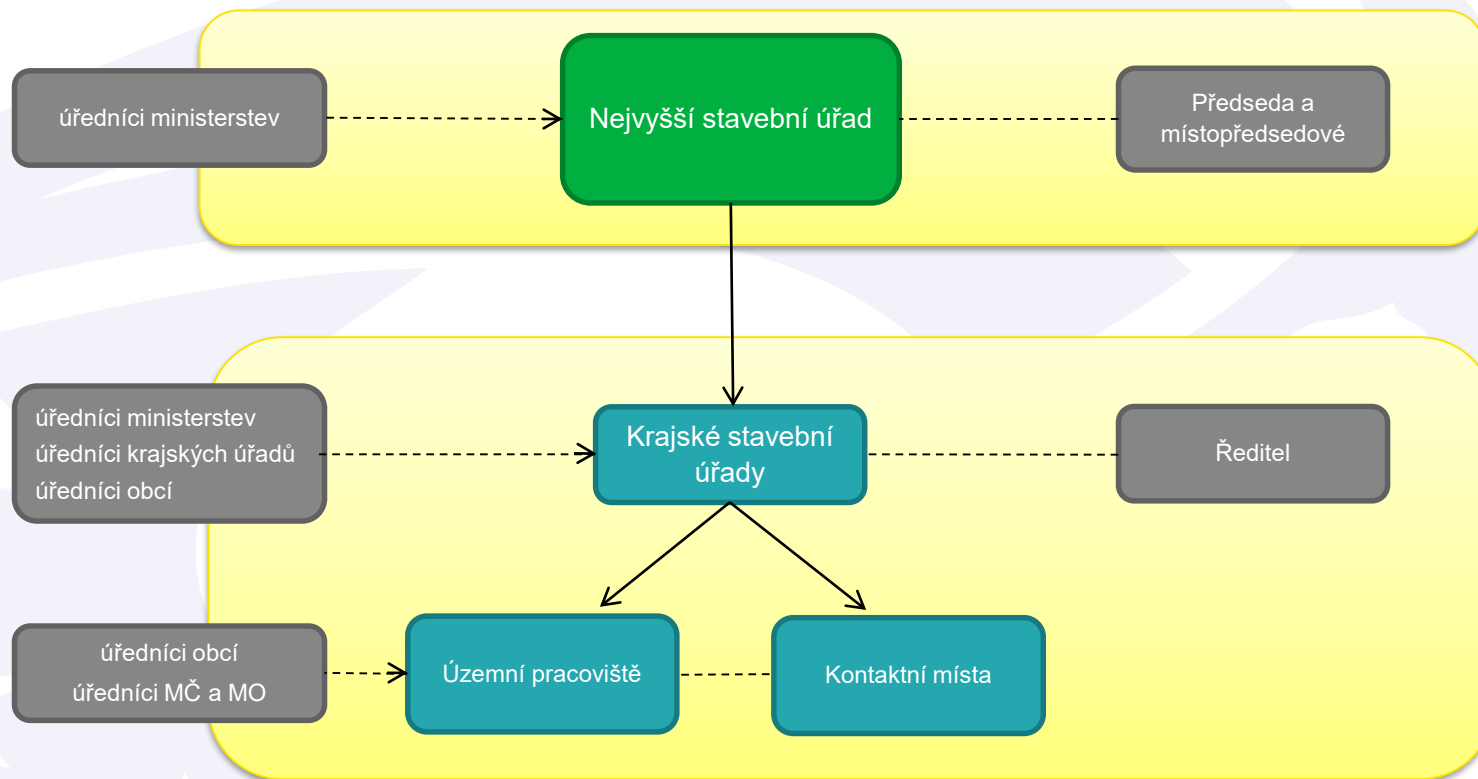 úředníci ministerstev
Nejvyšší stavební úřad
Předseda a
místopředsedové
úředníci ministerstev
úředníci krajských úřadů
úředníci obcí
Krajské stavební
úřady
Ředitel
úředníci obcí
úředníci MČ a MO
Územní pracoviště
Kontaktní místa